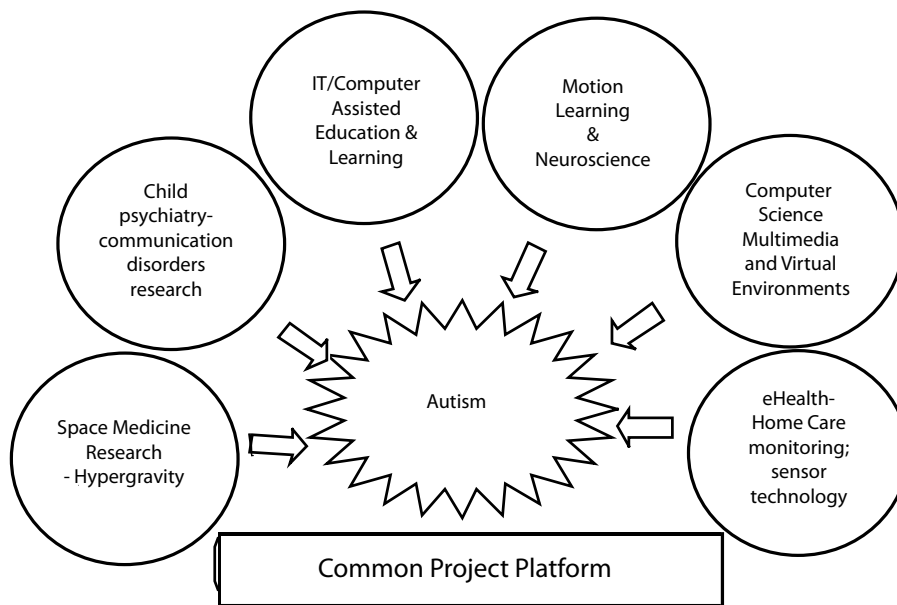 IT/Computer
Assisted
Education &
Learning
Motion
Learning
&
Neuroscience
Child
psychiatry-
communication
disorders
research
Computer
Science
Multimedia
and Virtual
Environments
Space Medicine
Research
- Hypergravity
Autism
eHealth-
Home Care
monitoring;
sensor
technology
Common Project Platform